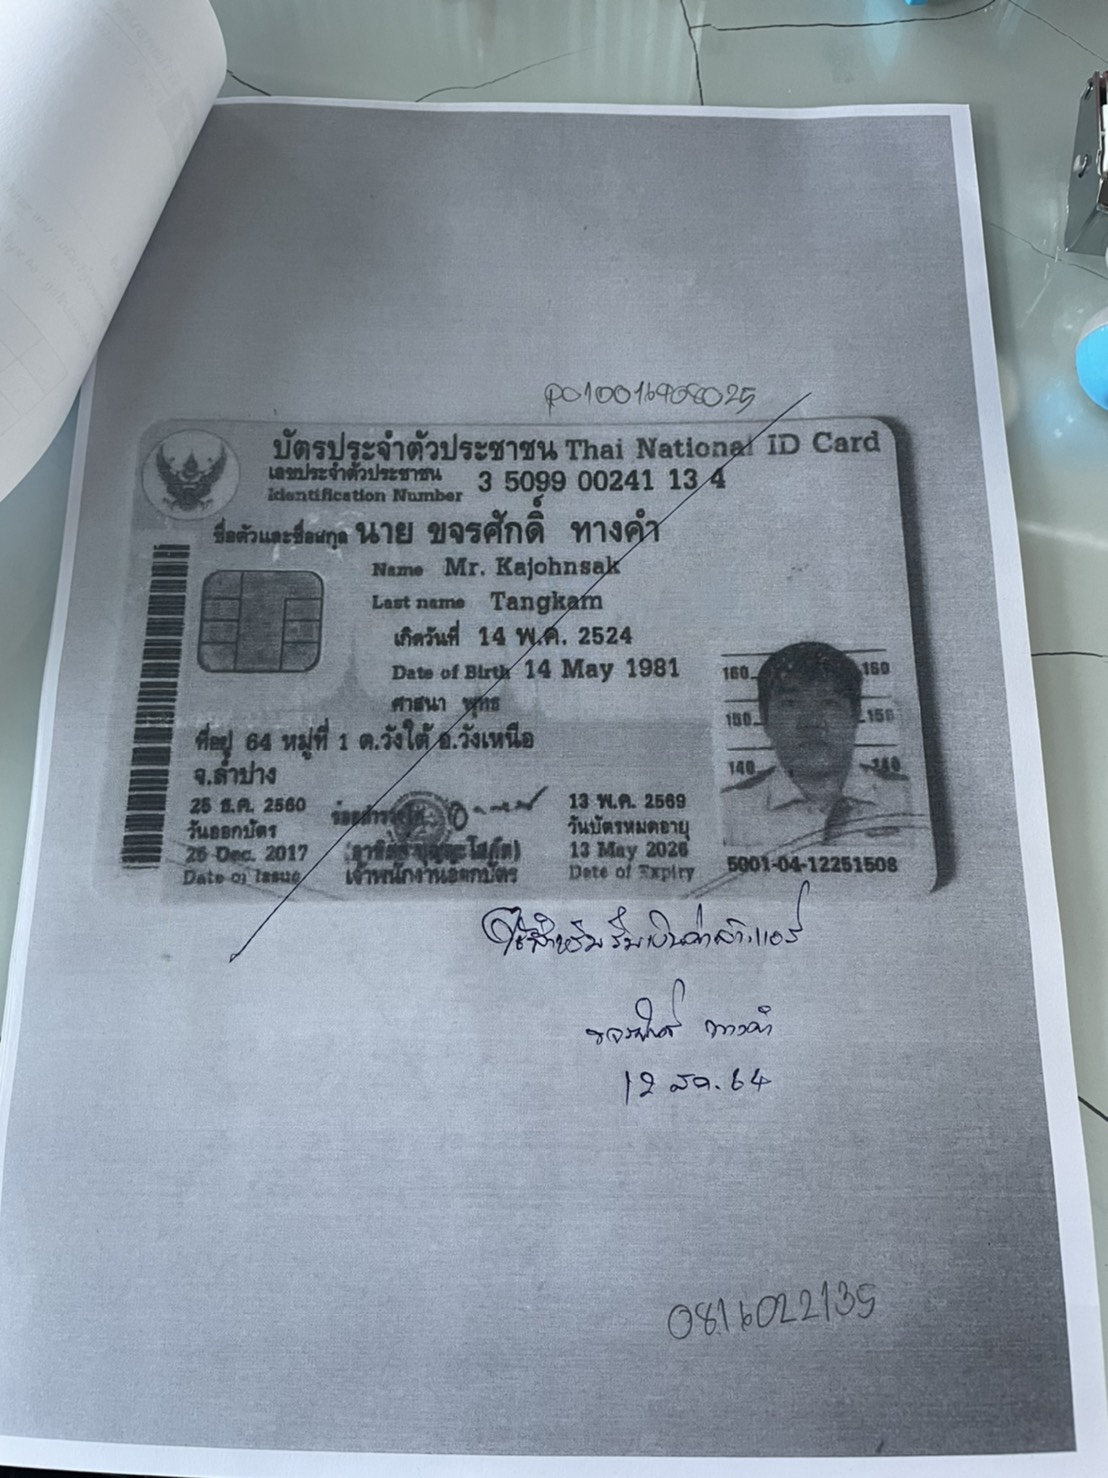 P010016908025
บัตรประจำตัวประชาชน Thai National ID Card
เลขประจำตัวประชาชน
Identification Number 3 5099 00241 13 4
ชื่อตัวและชื่อสกุล นาย ขจรศักดิ์ ทางคำ
Name Mr. Kajohnsak
Last name Tangkam
เกิดวันที่ 14 พ.ค. 2524
Date of Birth 14 May 1981
ศาสนา พุทธ
160 160
150 150
140 140
ที่อยู่ 64 หมู่ที่ 1 ต.วังใต้ อ.วังเหนือ
จ.ลำปาง
25 ธ.ค. 2560
วันออกบัตร
25 Dec. 2017
Date of Issue
เจ้าพนักงานออกบัตร
13 พ.ค. 2569
วันบัตรหมดอายุ
13 May 2026
Date of Expiry
5001-04-12251508
ใช้สำหรับรับเงินค่า
ขจรศักดิ์ ทางคำ
12 ส.ค. 64
0816022135